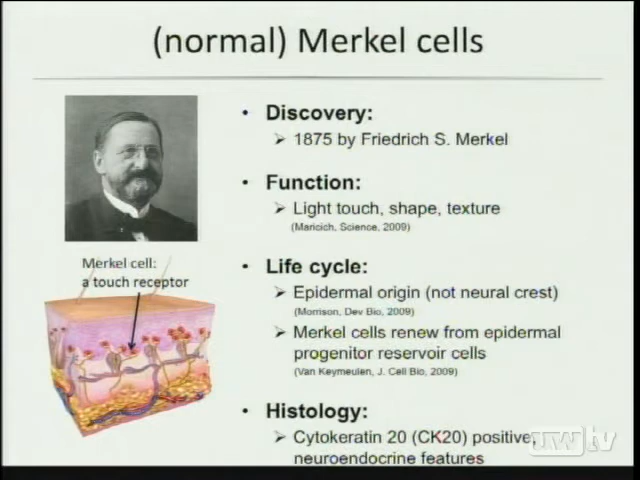 (normal) Merkel cells
• Discovery:
➢ 1875 by Friedrich S. Merkel
• Function:
➢ Light touch, shape, texture
(Maricich, Science, 2009)
Merkel cell:
a touch receptor
• Life cycle:
➢ Epidermal origin (not neural crest)
(Morrison, Dev Bio, 2009)
➢ Merkel cells renew from epidermal
progenitor reservoir cells
(Van Keymeulen, J. Cell Bio, 2009)
• Histology:
➢ Cytokeratin 20 (CK20) positive,
neuroendocrine features
uwtv